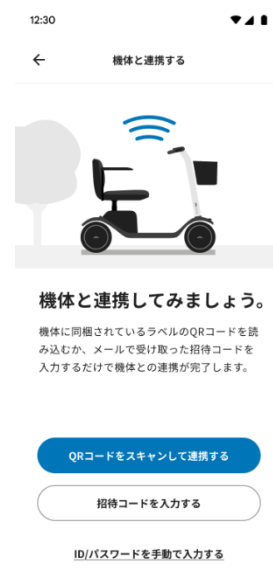 12:30
機体と連携する
機体と連携してみましょう。
機体に同梱されているラベルのQRコードを読
み込むか、メールで受け取った招待コードを
入力するだけで機体との連携が完了します。
QRコードをスキャンして連携する
招待コードを入力する
ID/パスワードを手動で入力する